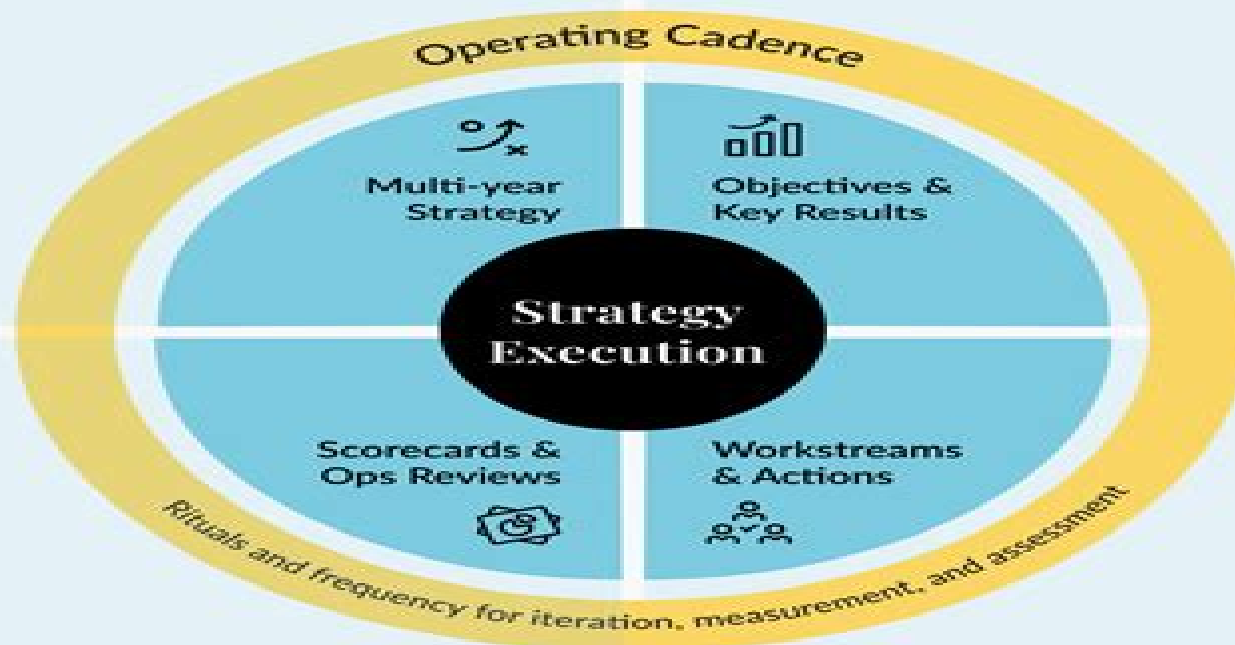 Operating Cadence
Multi-year
Strategy
Objectives &
Key Results
Strategy
Execution
Scorecards &
Ops Reviews
Workstreams
& Actions
Rituals and frequency for iteration, measurement, and assessment